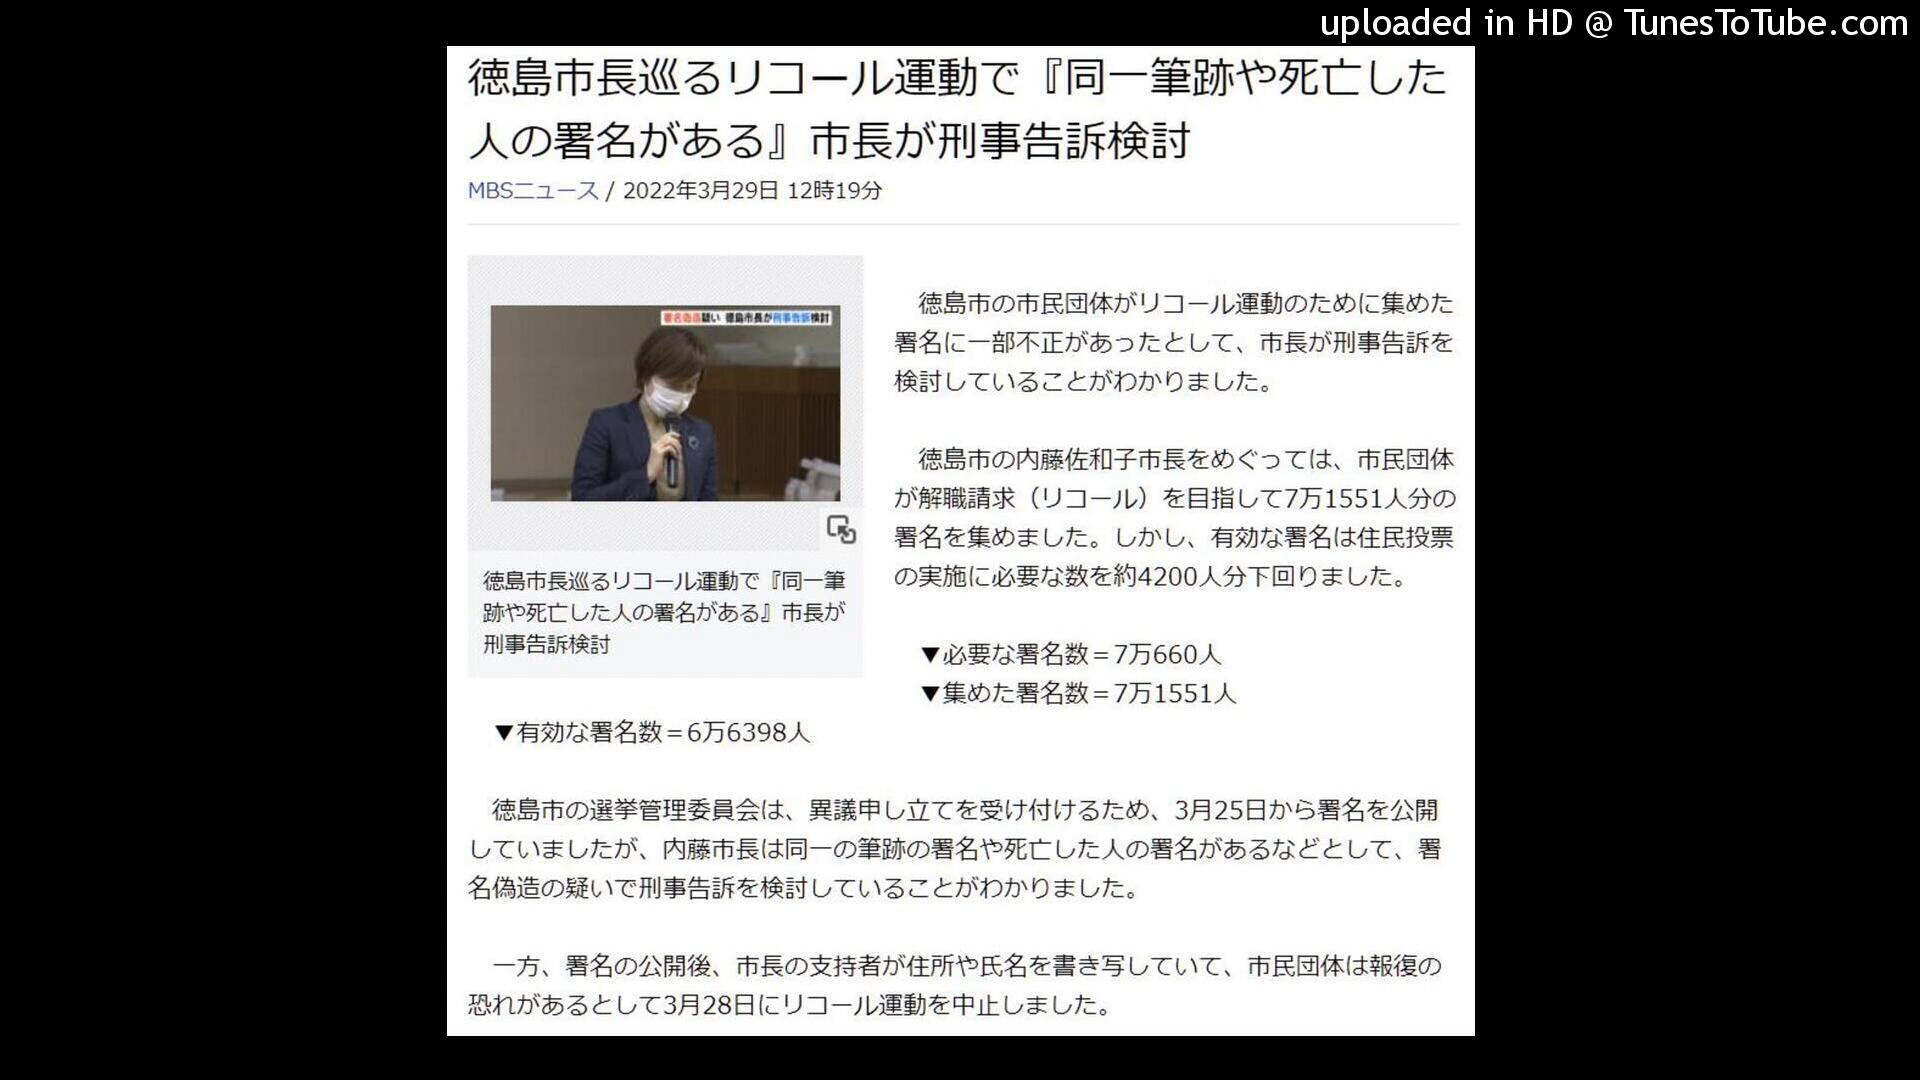 uploaded in HD @ TunesToTube.com
徳島市長巡るリコール運動で『同一筆跡や死亡した
人の署名がある』市長が刑事告訴検討
MBSニュース / 2022年3月29日 12時19分
署名偽造疑い 徳島市長が刑事告訴検討
徳島市長巡るリコール運動で『同一筆
跡や死亡した人の署名がある』市長が
刑事告訴検討
徳島市の市民団体がリコール運動のために集めた
署名に一部不正があったとして、市長が刑事告訴を
検討していることがわかりました。
徳島市の内藤佐和子市長をめぐっては、市民団体
が解職請求（リコール）を目指して7万1551人分の
署名を集めました。しかし、有効な署名は住民投票
の実施に必要な数を約4200人分下回りました。
▼必要な署名数＝7万660人
▼集めた署名数＝7万1551人
▼有効な署名数＝6万6398人
徳島市の選挙管理委員会は、異議申し立てを受け付けるため、3月25日から署名を公開
していましたが、内藤市長は同一の筆跡の署名や死亡した人の署名があるなどとして、署
名偽造の疑いで刑事告訴を検討していることがわかりました。
一方、署名の公開後、市長の支持者が住所や氏名を書き写していて、市民団体は報復の
恐れがあるとして3月28日にリコール運動を中止しました。